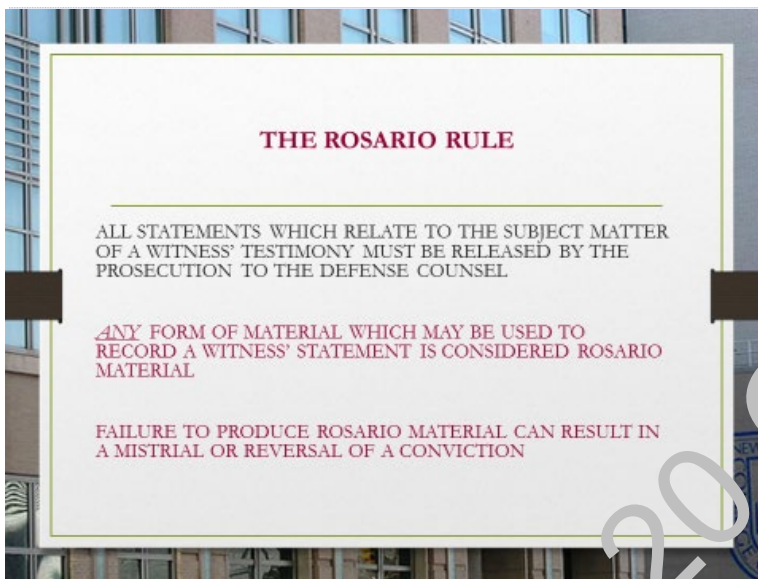 THE ROSARIO RULE
ALL STATEMENTS WHICH RELATE TO THE SUBJECT MATTER
OF A WITNESS' TESTIMONY MUST BE RELEASED BY THE
PROSECUTION TO THE DEFENSE COUNSEL
ANY FORM OF MATERIAL WHICH MAY BE USED TO
RECORD A WITNESS' STATEMENT IS CONSIDERED ROSARIO
MATERIAL
FAILURE TO PRODUCE ROSARIO MATERIAL CAN RESULT IN
A MISTRIAL OR REVERSAL OF A CONVICTION
20